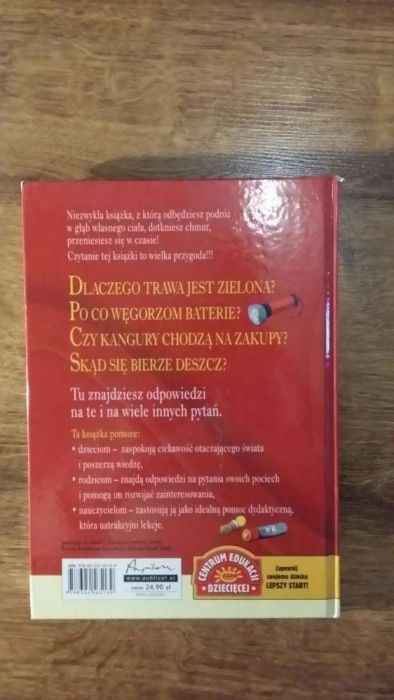 Niezwykła książka, z którą odbędziesz podróż
w głąb własnego ciała, dotkniesz chmur,
przeniesiesz się w czasie!
Czytanie tej książki to wielka przygoda!!!
DLACZEGO TRAWA JEST ZIELONA?
PO CO WĘGORZOM BATERIE?
CZY KANGURY CHODZĄ NA ZAKUPY?
SKĄD SIĘ BIERZE DESZCZ?
Tu znajdziesz odpowiedzi
na te i na wiele innych pytań.
Ta książka pomoże:
• dzieciom – zaspokoją ciekawość otaczającego świata
i poszerzą wiedzę,
• rodzicom – znajdą odpowiedzi na pytania swoich pociech
i pomogą im rozwijać zainteresowania,
• nauczycielom – zastosują ją jako idealną pomoc dydaktyczną,
która uatrakcyjni lekcje.
Papilon
www.publicat.pl
cena 24,90 zł
CENTRUM EDUKACJI
DZIECIĘCEJ
Zapewnij
swojemu dziecku
LEPSZY START!